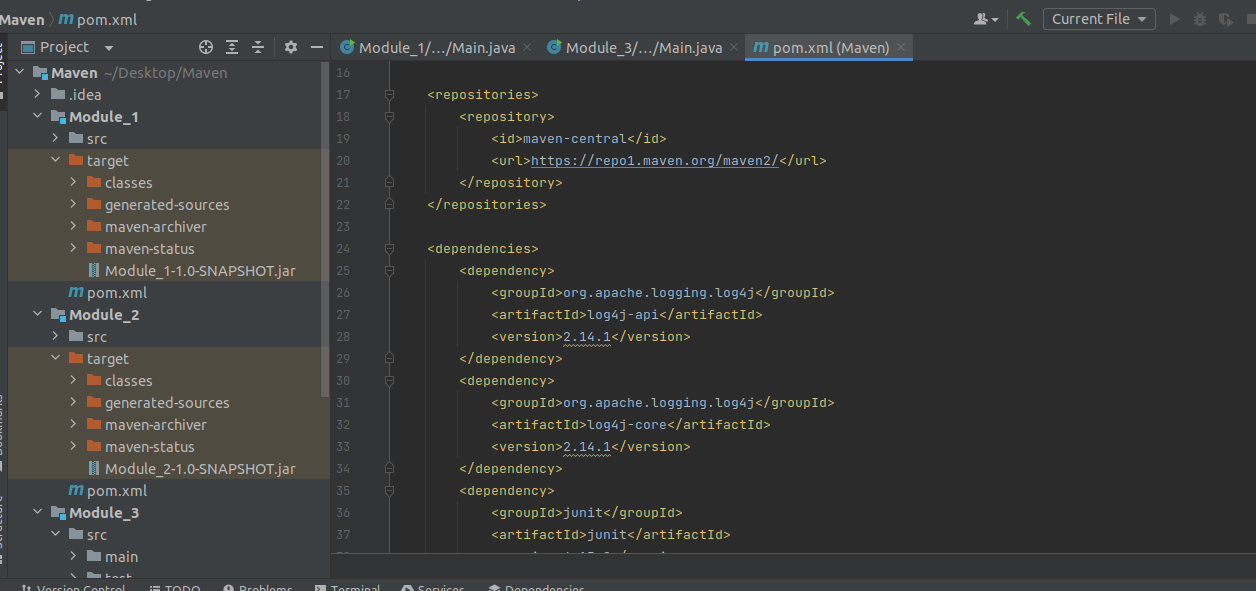 Maven
m pom.xml
Current File
Project
Module_1/.../Main.java
Module_3/.../Main.java
m pom.xml (Maven)
Maven ~/Desktop/Maven
.idea
Module_1
src
target
classes
generated-sources
maven-archiver
maven-status
Module_1-1.0-SNAPSHOT.jar
m pom.xml
Module_2
src
target
classes
generated-sources
maven-archiver
maven-status
Module_2-1.0-SNAPSHOT.jar
m pom.xml
Module_3
src
main
test
16
17 <repositories>
18 <repository>
19 <id>maven-central</id>
20 <url>https://repo1.maven.org/maven2/</url>
21 </repository>
22 </repositories>
23
24 <dependencies>
25 <dependency>
26 <groupId>org.apache.logging.log4j</groupId>
27 <artifactId>log4j-api</artifactId>
28 <version>2.14.1</version>
29 </dependency>
30 <dependency>
31 <groupId>org.apache.logging.log4j</groupId>
32 <artifactId>log4j-core</artifactId>
33 <version>2.14.1</version>
34 </dependency>
35 <dependency>
36 <groupId>junit</groupId>
37 <artifactId>junit</artifactId>
Version Control
TODO
Problems
Terminal
Services
Dependencies